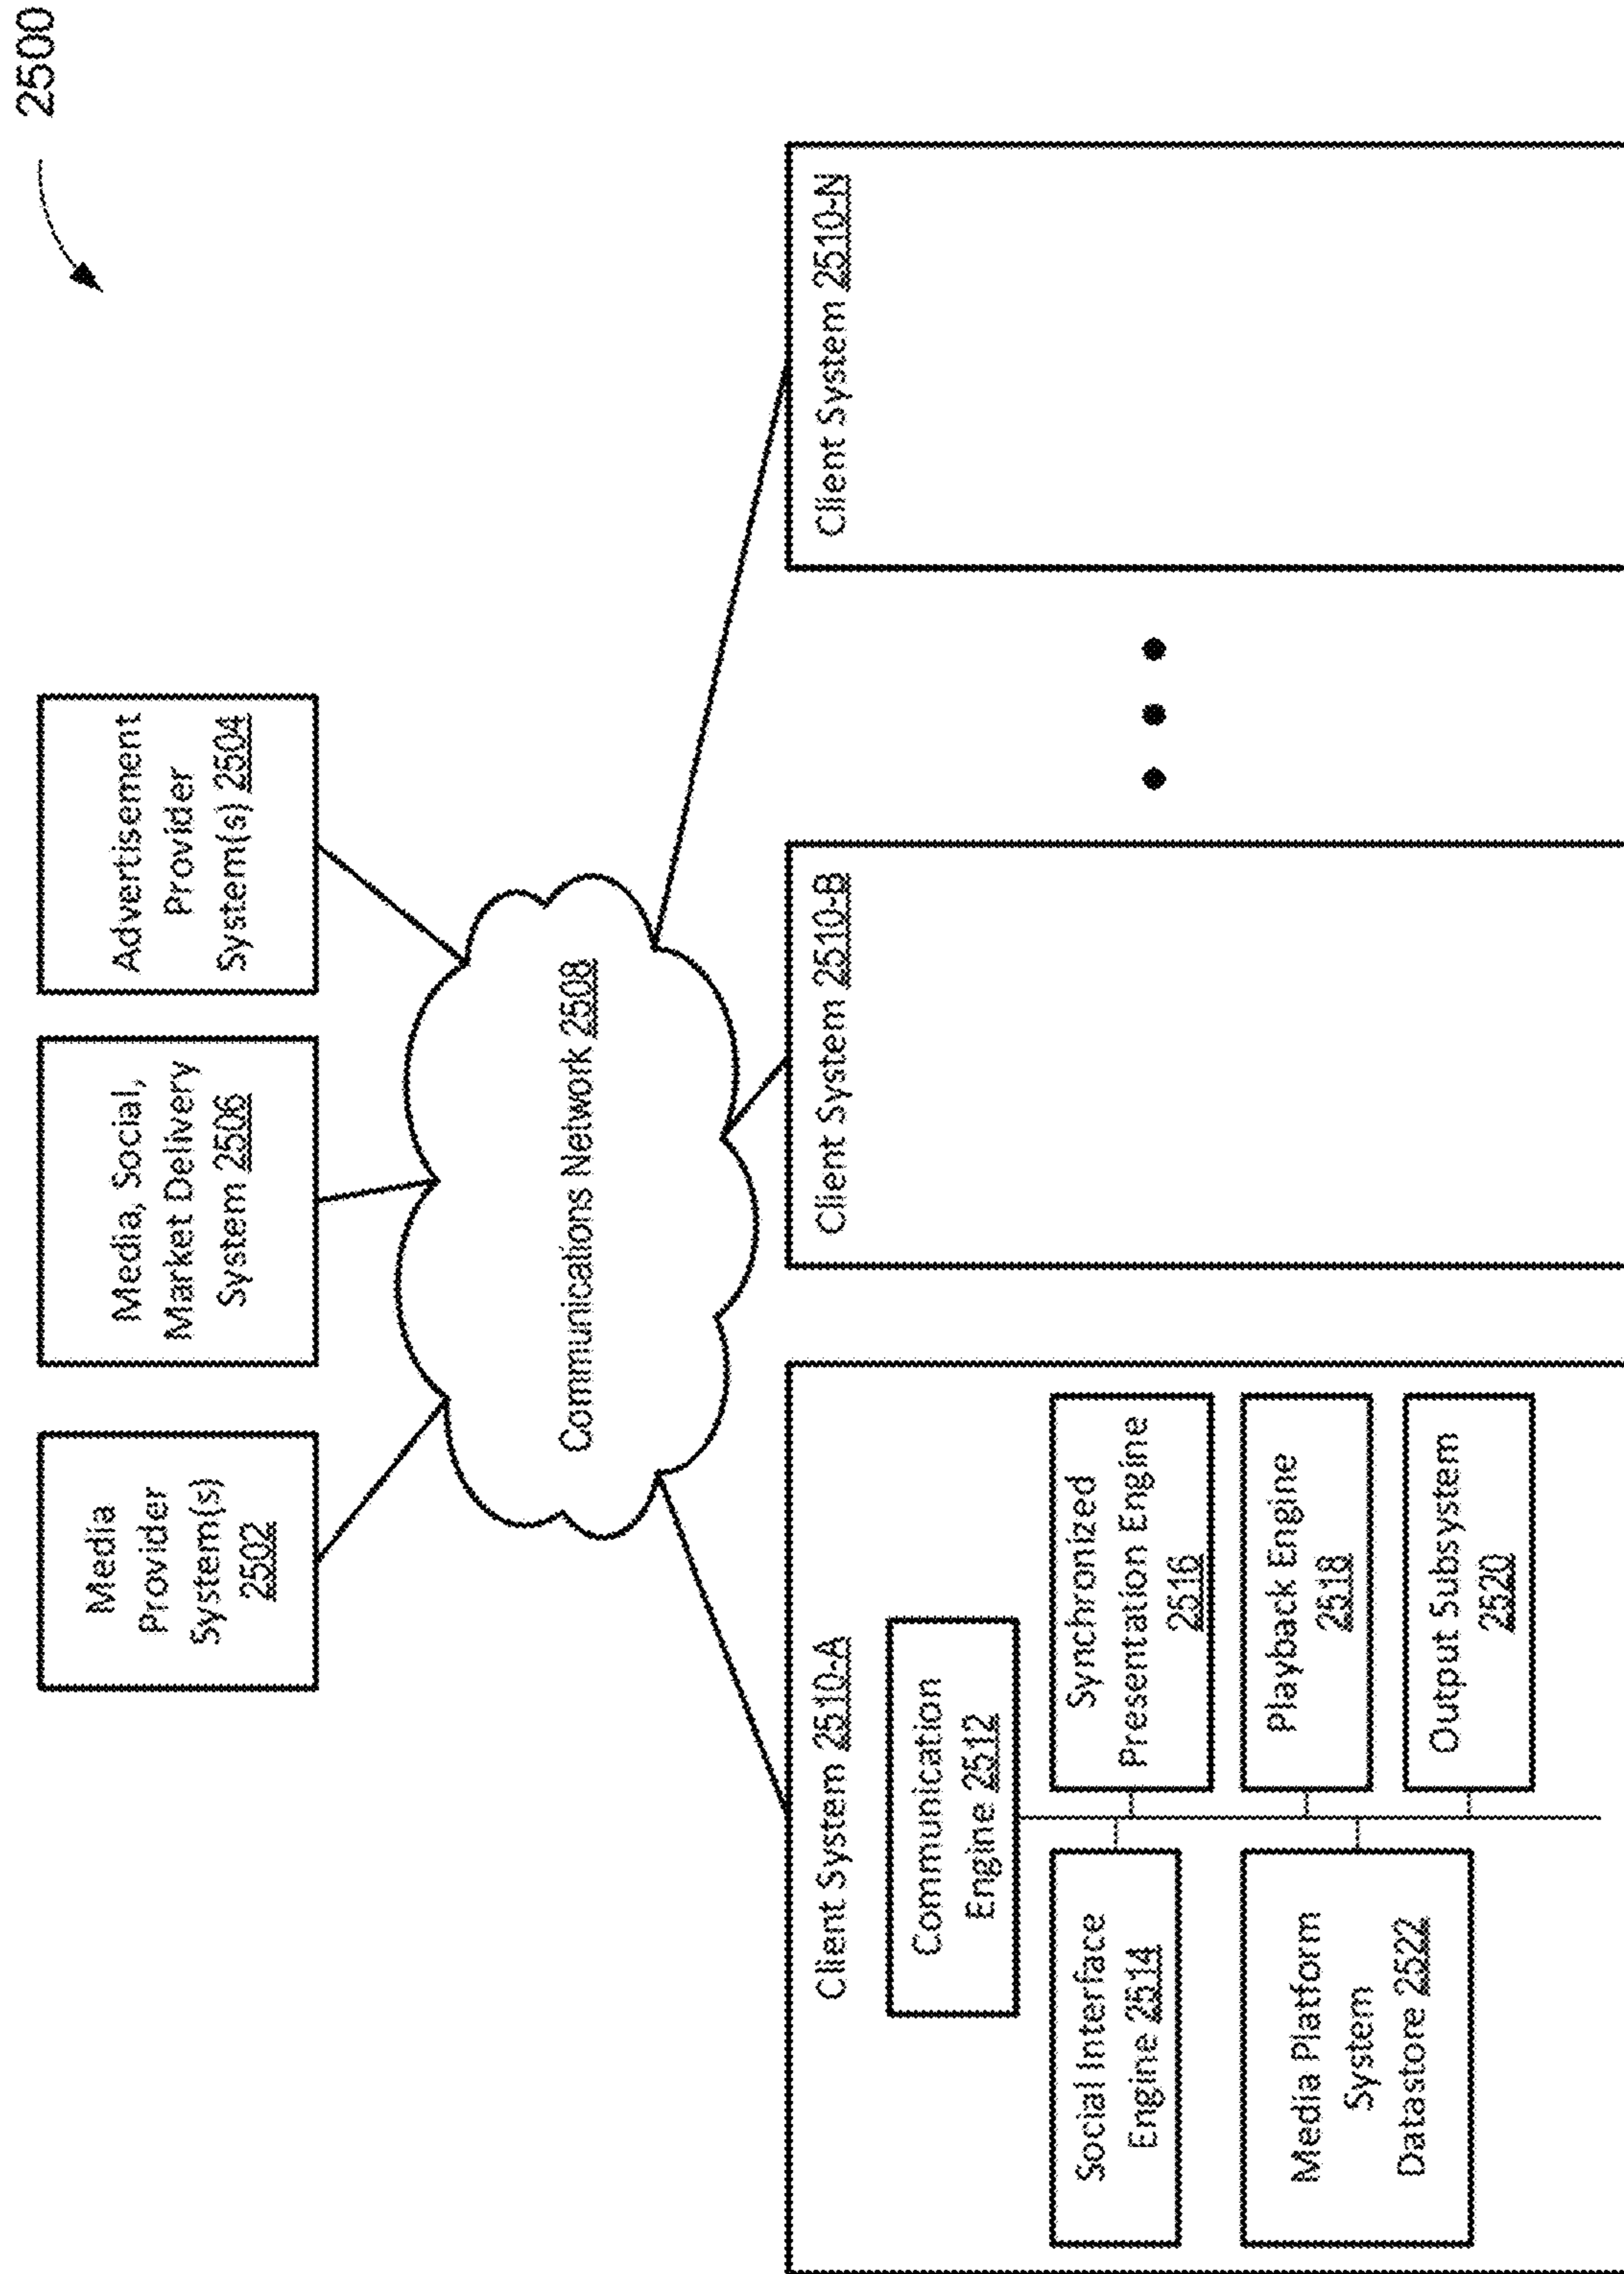 2500
Media
Provider
System(s)
2502
Media, Social,
Market Delivery
System 2506
Advertisement
Provider
System(s) 2504
Communications Network 2508
Client System 2510-A
Communication
Engine 2512
Social Interface
Engine 2514
Synchronized
Presentation Engine
2516
Media Platform
System
Datastore 2522
Playback Engine
2518
Output Subsystem
2520
Client System 2510-B
Client System 2510-N